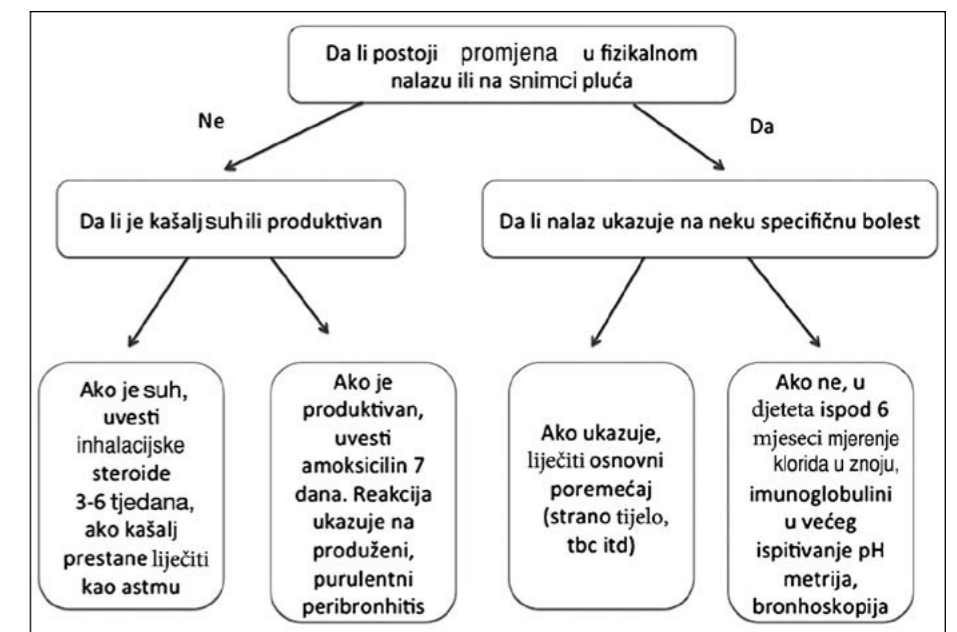 Da li postoji promjena u fizikalnom
nalazu ili na snimci pluća
Ne
Da
Da li je kašalj suh ili produktivan
Da li nalaz ukazuje na neku specifičnu bolest
Ako je suh,
uvesti
inhalacijske
steroide
3-6 tjedana,
ako kašalj
prestane liječiti
kao astmu
Ako je
produktivan,
uvesti
amoksicilin 7
dana. Reakcija
ukazuje na
produženi,
purulentni
peribronhitis
Ako ukazuje,
liječiti osnovni
poremećaj
(strano tijelo,
tbc itd)
Ako ne, u
djeteta ispod 6
mjeseci mjerenje
klorida u znoju,
imunoglobulini
u većeg
ispitivanje pH
metrija,
bronhoskopija